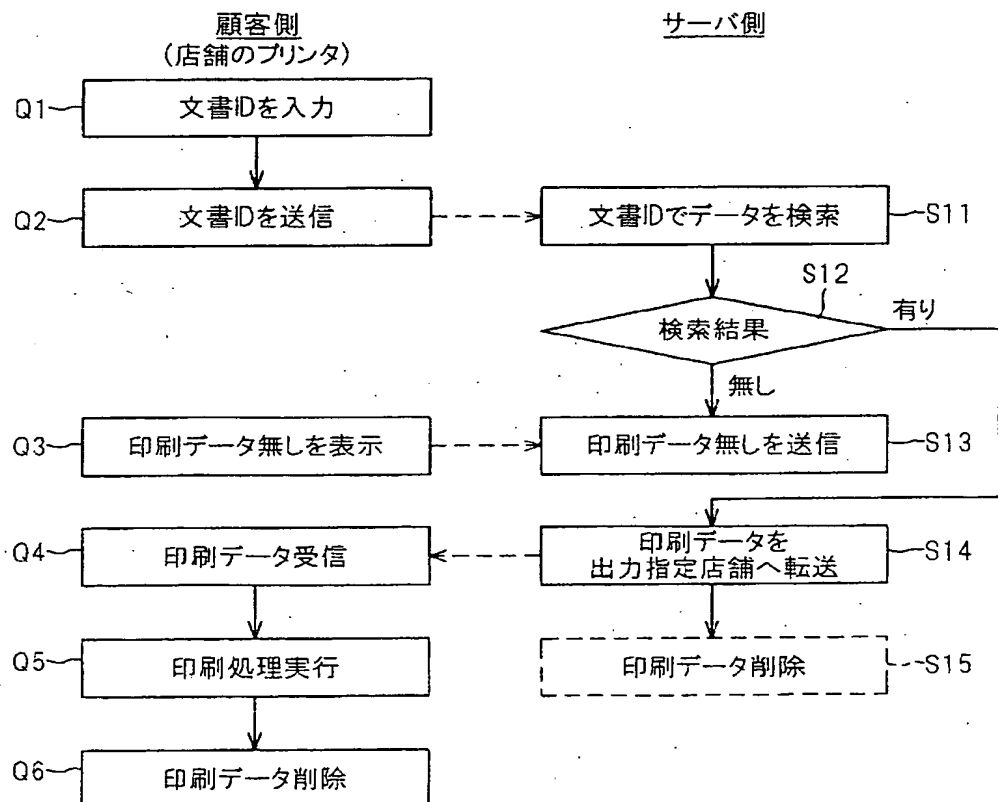 顧客側
(店舗のプリンタ)
サーバ側
Q1
文書IDを入力
Q2
文書IDを送信
文書IDでデータを検索
S11
S12
検索結果
有り
無し
Q3
印刷データ無しを表示
印刷データ無しを送信
S13
Q4
印刷データ受信
印刷データを
出力指定店舗へ転送
S14
Q5
印刷処理実行
印刷データ削除
S15
Q6
印刷データ削除